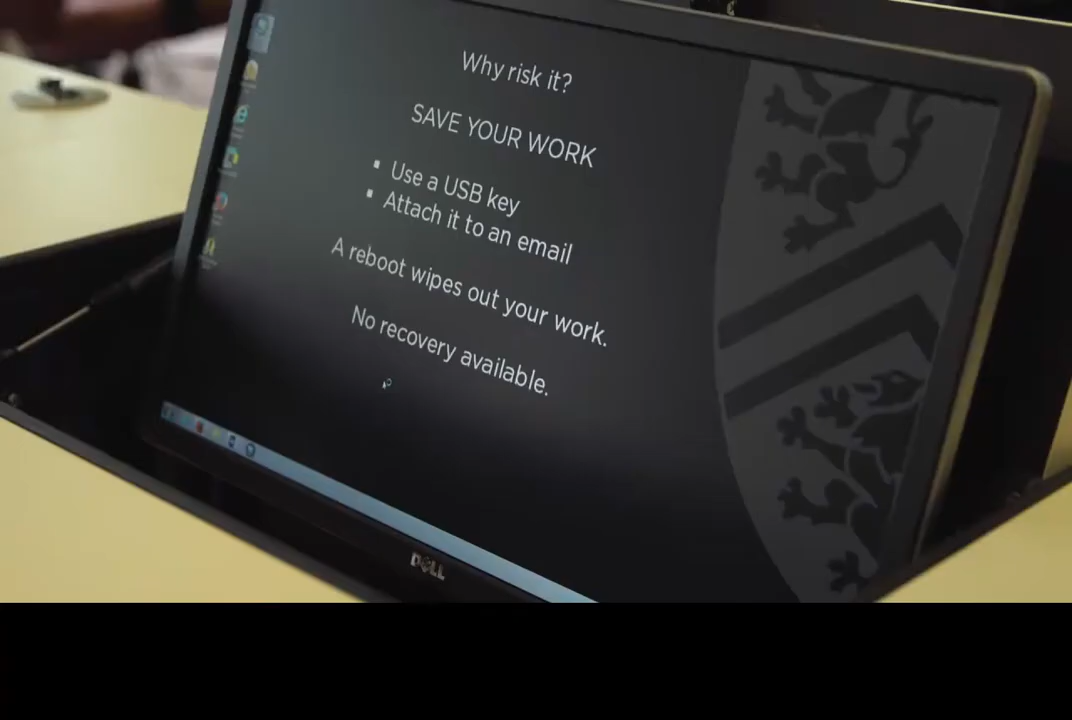 Why risk it?
SAVE YOUR WORK
▪ Use a USB key
▪ Attach it to an email
A reboot wipes out your work.
No recovery available.
DELL